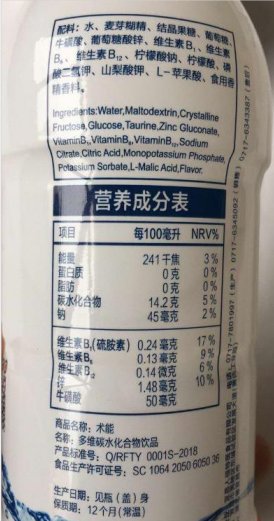 配料：水、麦芽糊精、结晶果糖、葡萄糖、
牛磺酸、葡萄糖酸锌、维生素B₁、维生素
B₆、维生素B₁₂、柠檬酸钠、柠檬酸、磷
酸二氢钾、山梨酸钾、L-苹果酸、食用香
精香料。
Ingredients:Water,Maltodextrin,Crystalline
Fructose,Glucose,Taurine,Zinc Gluconate,
VitaminB₁,VitaminB₆,VitaminB₁₂,Sodium
Citrate,Citric Acid,Monopotassium Phosphate,
Potassium Sorbate,L-Malic Acid,Flavor.
营养成分表
项目 每100毫升 NRV%
能量 241千焦 3%
蛋白质 0克 0%
脂肪 0克 0%
碳水化合物 14.2克 5%
钠 45毫克 2%
维生素B₁(硫胺素) 0.24毫克 17%
维生素B₆ 0.13毫克 9%
维生素B₁₂ 0.14微克 6%
锌 1.48毫克 10%
牛磺酸 50毫克
商品名称：术能
名称：多维碳水化合物饮品
产品标准号：Q/RFTY 0001S-2018
食品生产许可证号：SC 1064 2050 6050 36
生产日期：见瓶（盖）身
保质期：12个月(常温)
0717-7801997 (生产) 0717-6345092 (销售) 0717-6343387